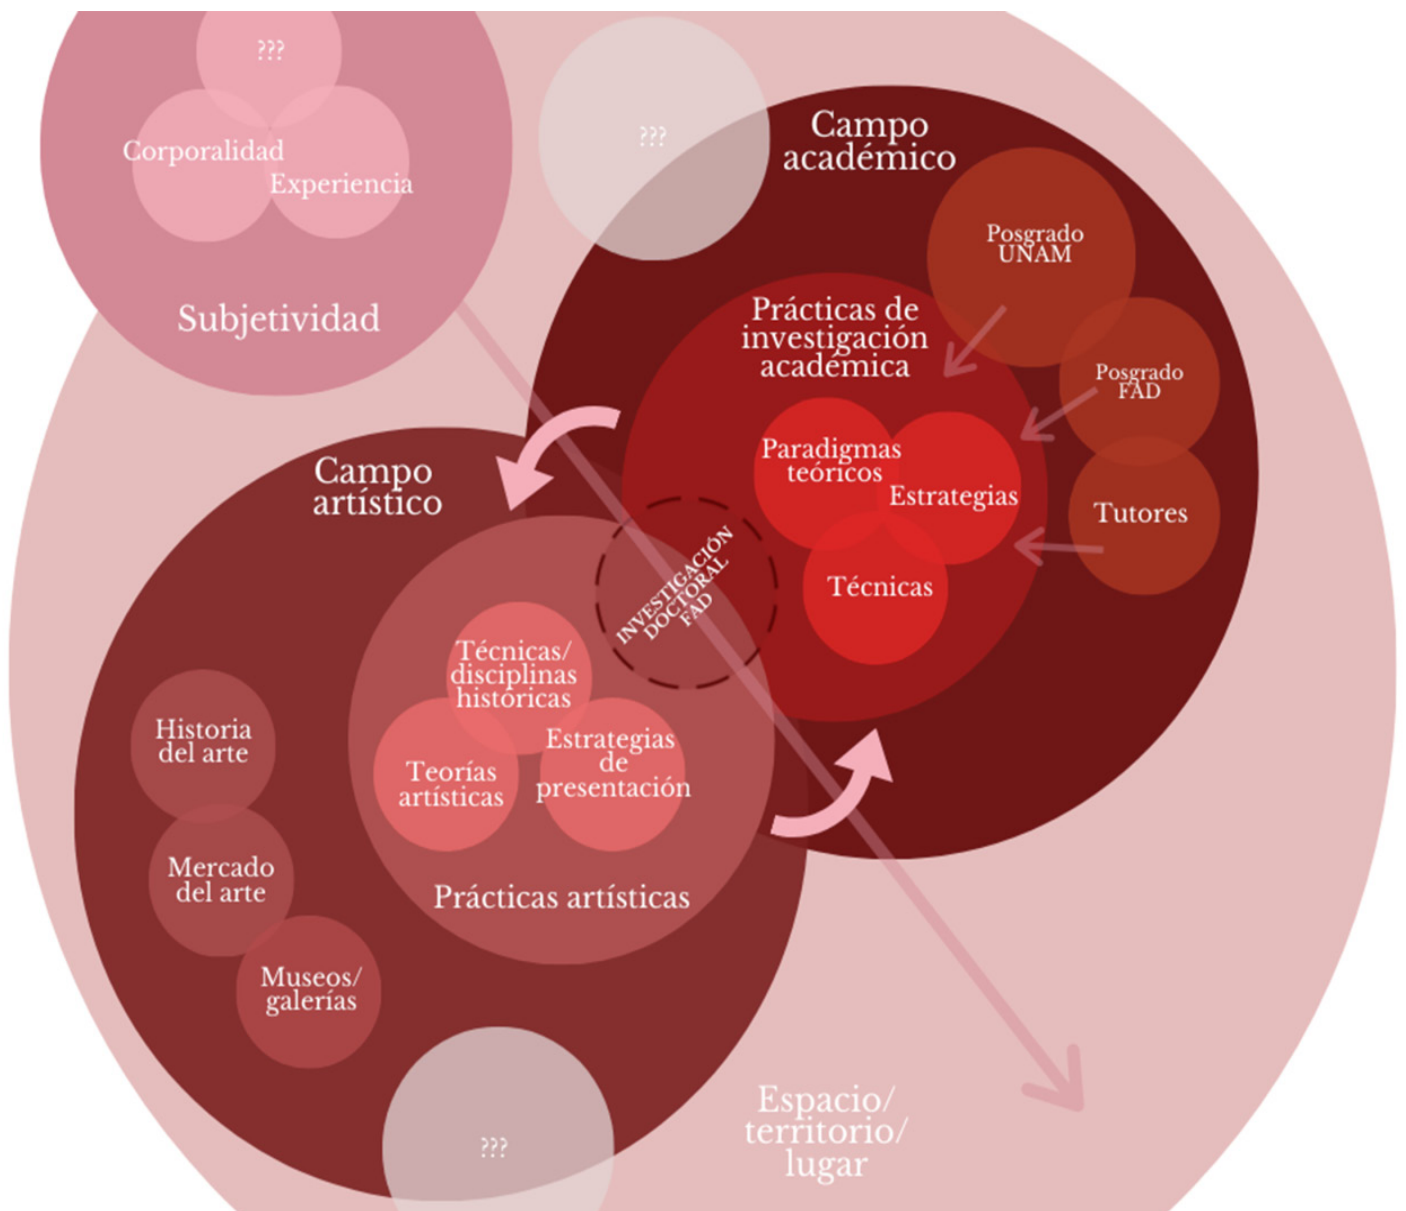 ???
Corporalidad
Experiencia
Subjetividad
???
Campo
académico
Posgrado
UNAM
Prácticas de
investigación
académica
Posgrado
FAD
Paradigmas
teóricos
Estrategias
Tutores
Técnicas
Campo
artístico
INVESTIGACIÓN
DOCTORAL
FAD
Técnicas/
disciplinas
históricas
Historia
del arte
Estrategias
de
presentación
Teorías
artísticas
Mercado
del arte
Prácticas artísticas
Museos/
galerías
???
Espacio/
territorio/
lugar